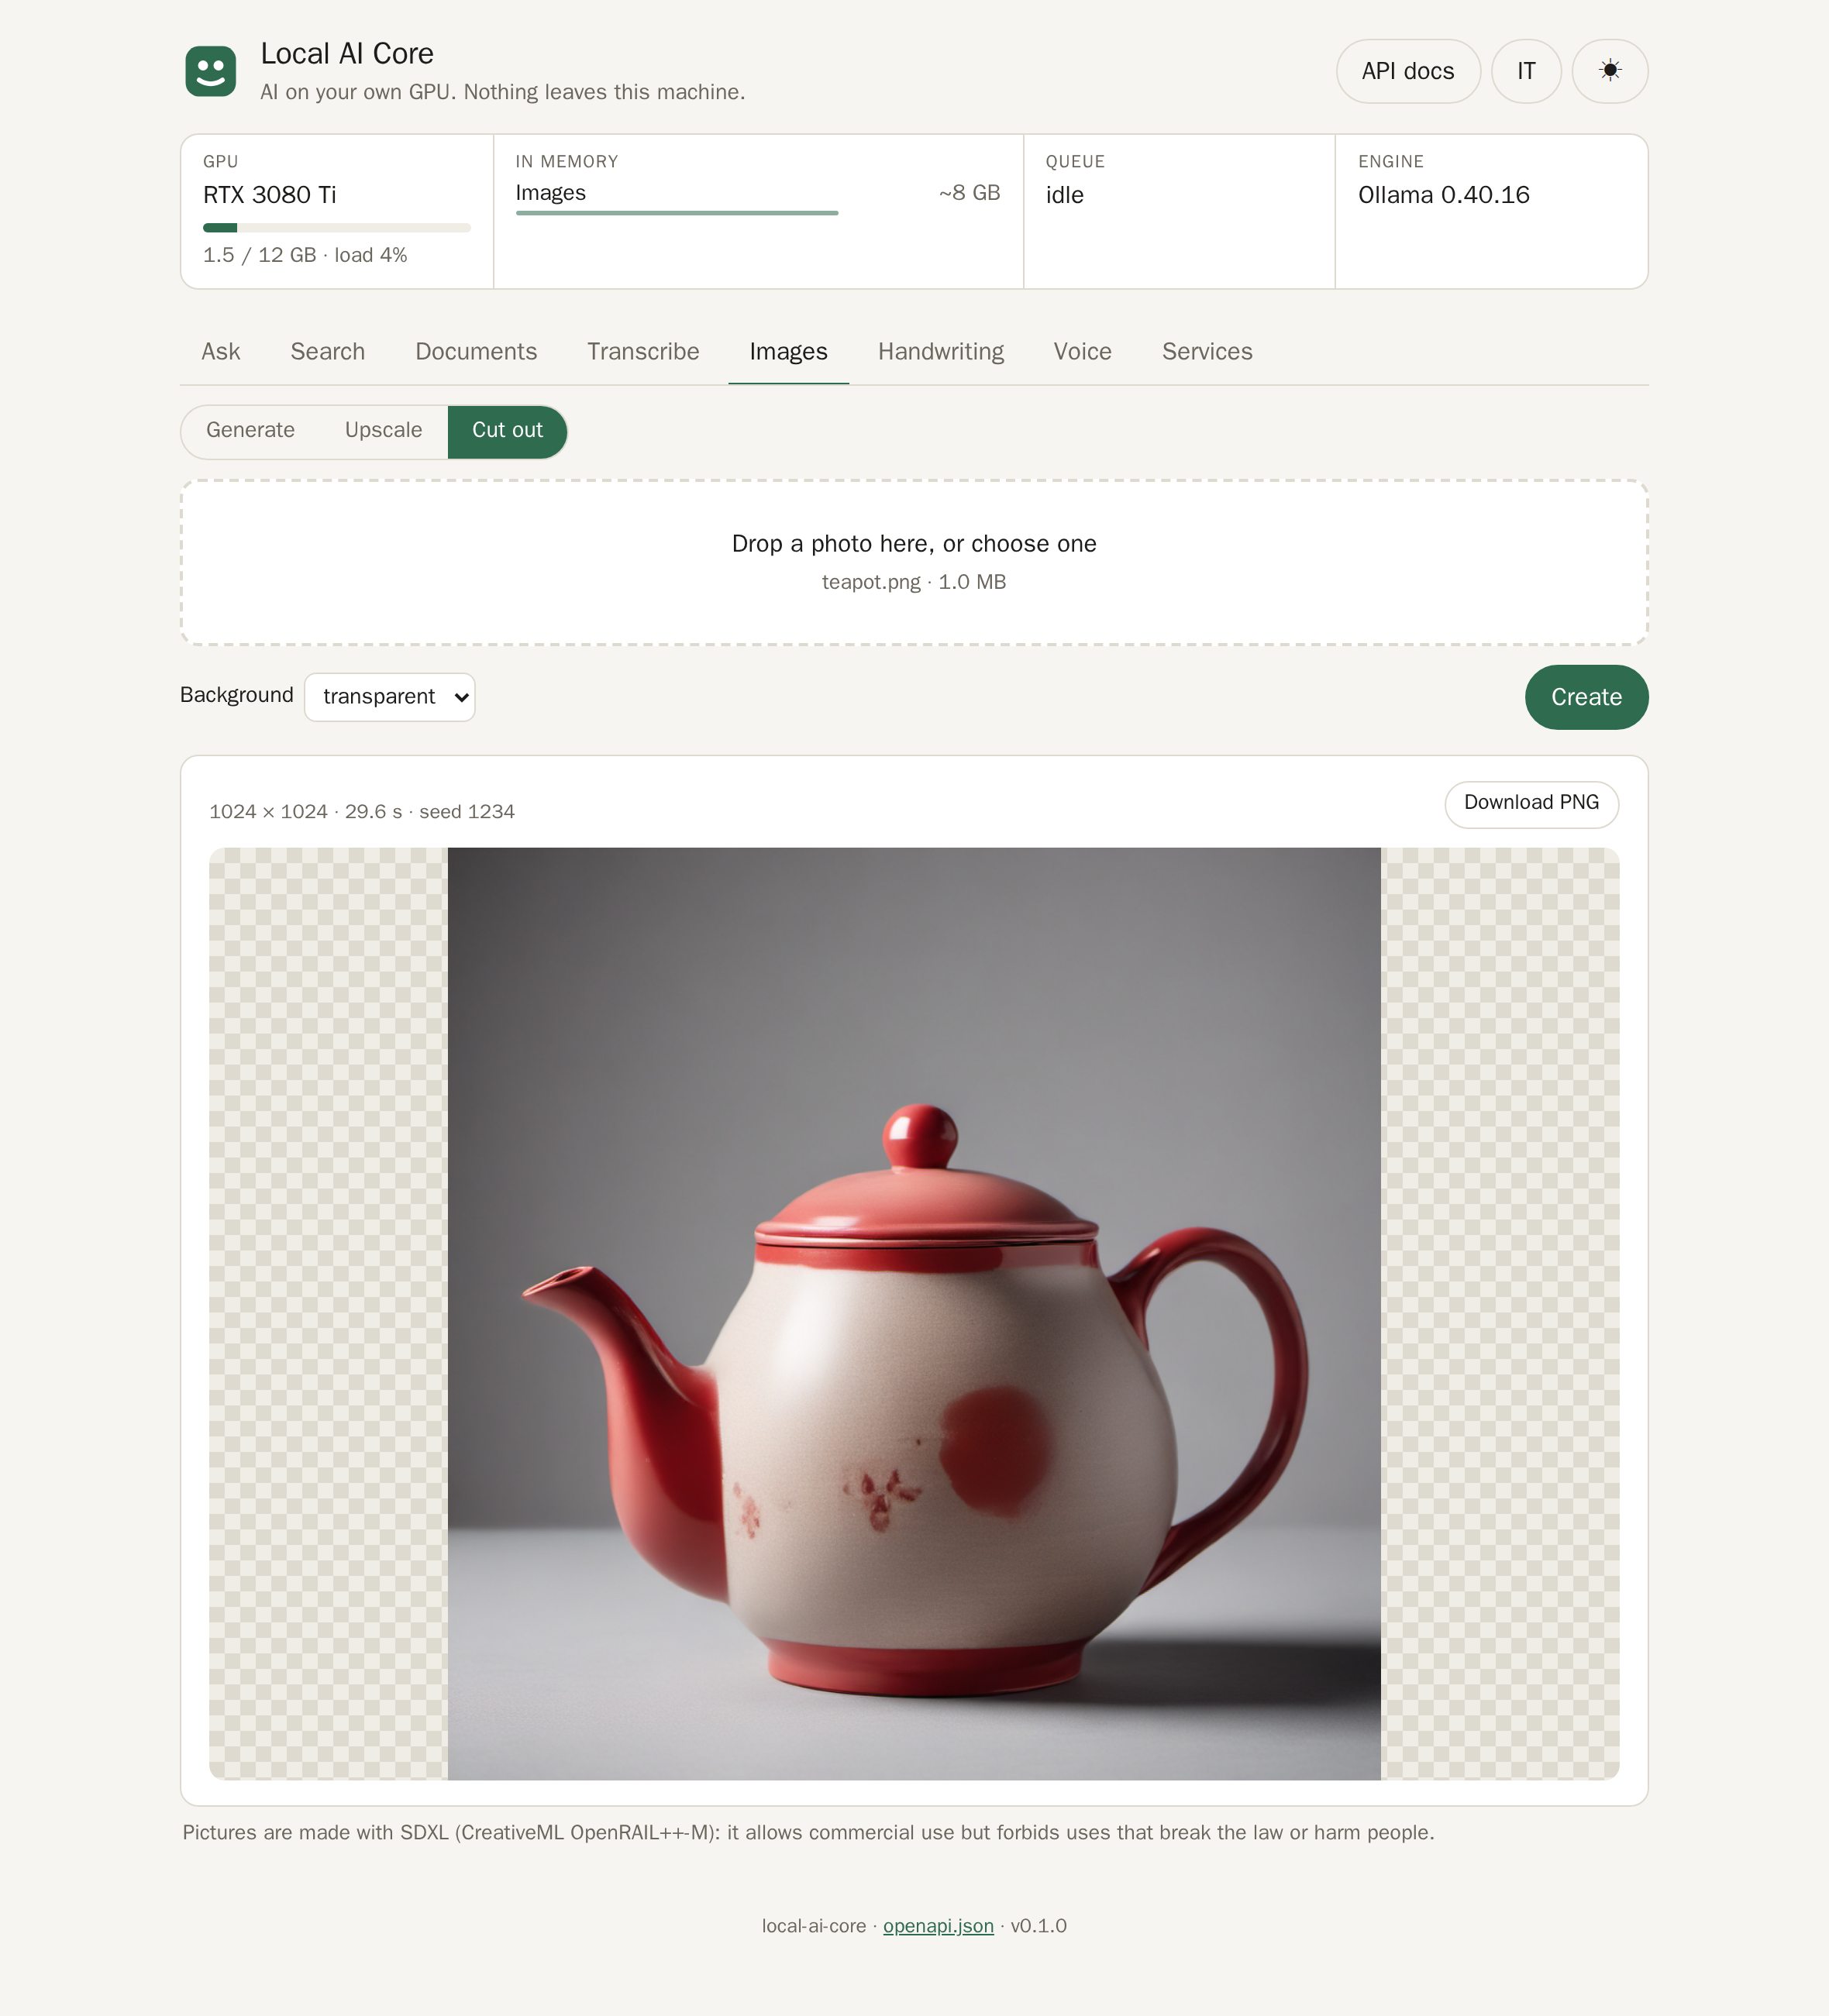 Local AI Core
AI on your own GPU. Nothing leaves this machine.
API docs
IT
GPU
RTX 3080 Ti
1.5 / 12 GB · load 4%
IN MEMORY
Images ~8 GB
QUEUE
idle
ENGINE
Ollama 0.40.16
Ask Search Documents Transcribe Images Handwriting Voice Services
Generate Upscale Cut out
Drop a photo here, or choose one
teapot.png · 1.0 MB
Background transparent
Create
1024 × 1024 · 29.6 s · seed 1234
Download PNG
Pictures are made with SDXL (CreativeML OpenRAIL++-M): it allows commercial use but forbids uses that break the law or harm people.
local-ai-core · openapi.json · v0.1.0